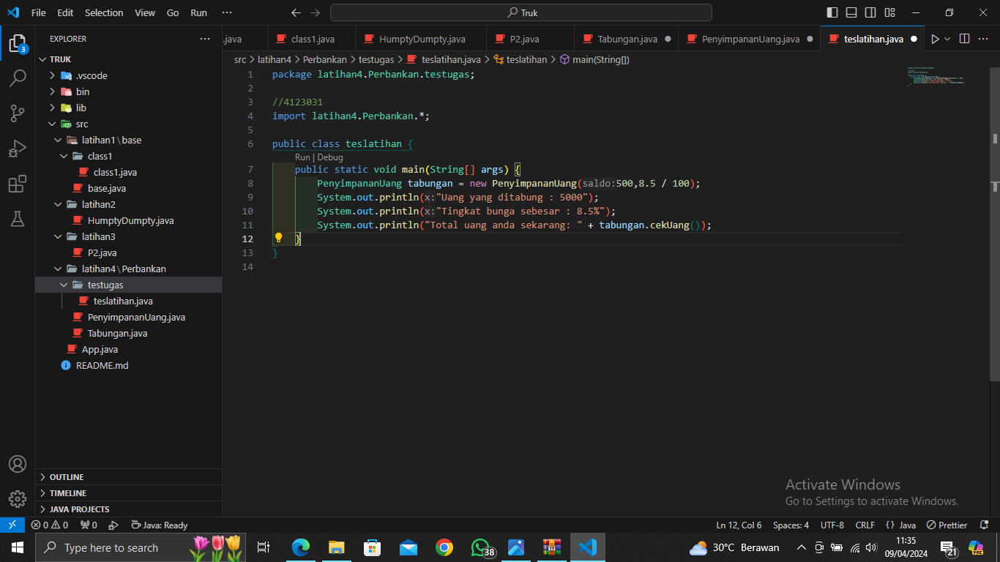 File Edit Selection View Go Run ··· Truk
EXPLORER ···
.java class1.java HumptyDumpty.java P2.java Tabungan.java PenyimpananUang.java teslatihan.java ···
src > latihan4 > Perbankan > testugas > teslatihan.java > teslatihan > main(String[])
3
TRUK
.vscode
bin
lib
src
latihan1\base
class1
class1.java
base.java
latihan2
HumptyDumpty.java
latihan3
P2.java
latihan4\Perbankan
testugas
teslatihan.java
PenyimpananUang.java
Tabungan.java
App.java
README.md
OUTLINE
TIMELINE
JAVA PROJECTS
1 package latihan4.Perbankan.testugas;
2
3 //4123031
4 import latihan4.Perbankan.*;
5
6 public class teslatihan {
Run | Debug
7 public static void main(String[] args) {
8 PenyimpananUang tabungan = new PenyimpananUang(saldo:500,8.5 / 100);
9 System.out.println(x:"Uang yang ditabung : 5000");
10 System.out.println(x:"Tingkat bunga sebesar : 8.5%");
11 System.out.println("Total uang anda sekarang: " + tabungan.cekUang());
12 }
13 }
14
Activate Windows
Go to Settings to activate Windows.
0 0 0 Java: Ready Ln 12, Col 6 Spaces: 4 UTF-8 CRLF {} Java Prettier
Type here to search 38 30°C Berawan 11:35 21 PRE
09/04/2024